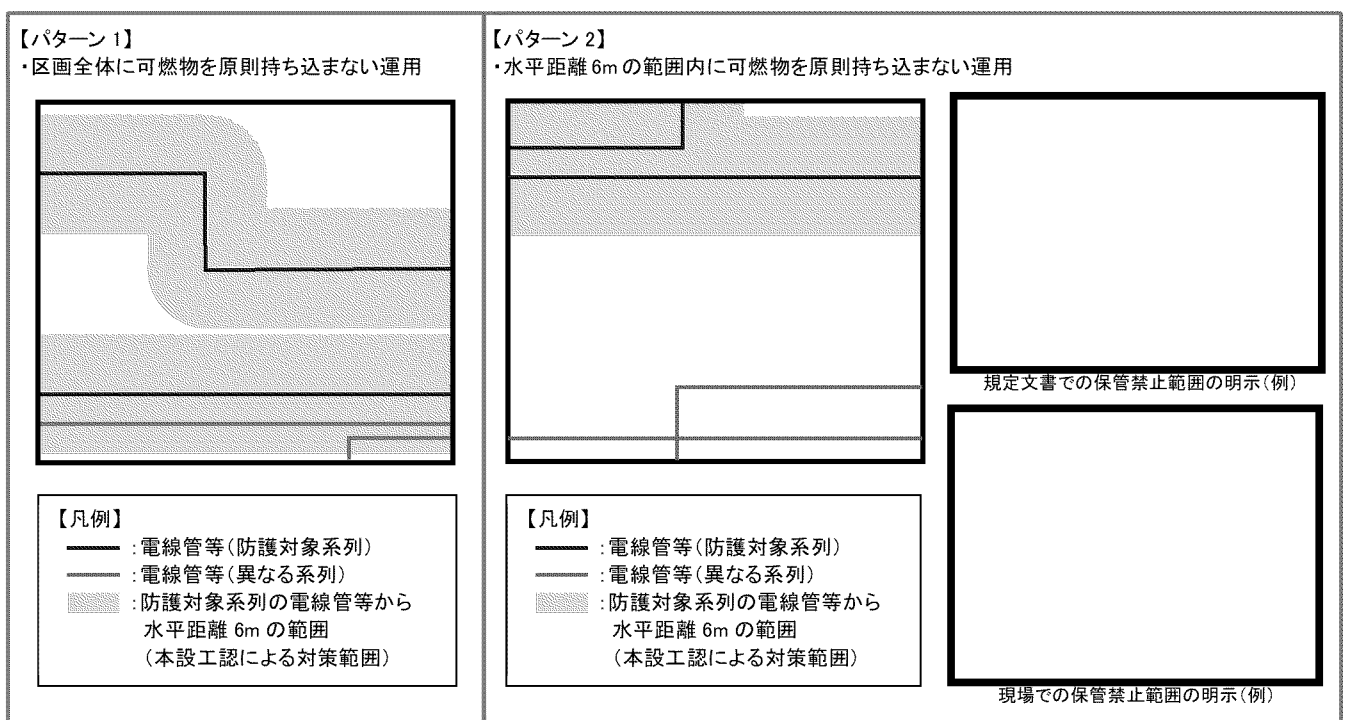 【パターン 1】
・区画全体に可燃物を原則持ち込まない運用
【凡例】
:電線管等(防護対象系列)
:電線管等(異なる系列)
:防護対象系列の電線管等から
水平距離 6m の範囲
(本設工認による対策範囲)
【パターン 2】
・水平距離 6m の範囲内に可燃物を原則持ち込まない運用
【凡例】
:電線管等(防護対象系列)
:電線管等(異なる系列)
:防護対象系列の電線管等から
水平距離 6m の範囲
(本設工認による対策範囲)
規定文書での保管禁止範囲の明示(例)
現場での保管禁止範囲の明示(例)